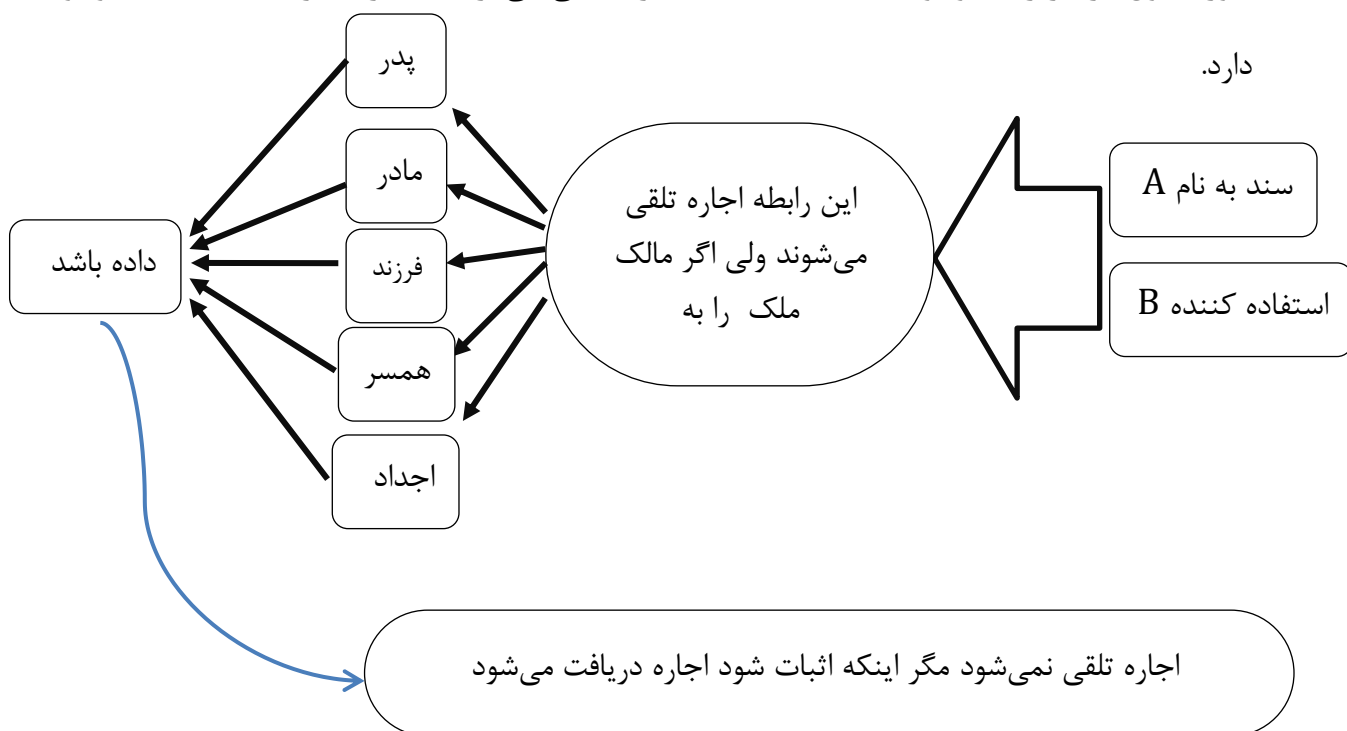 دارد.
سند به نام A
استفاده کننده B
این رابطه اجاره تلقی
می‌شوند ولی اگر مالک
ملک را به
پدر
مادر
فرزند
همسر
اجداد
داده باشد
اجاره تلقی نمی‌شود مگر اینکه اثبات شود اجاره دریافت می‌شود